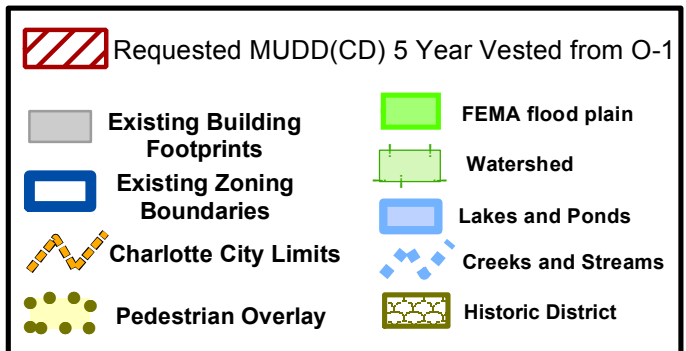 Requested MUDD(CD) 5 Year Vested from O-1
Existing Building
Footprints
Existing Zoning
Boundaries
Charlotte City Limits
Pedestrian Overlay
FEMA flood plain
Watershed
Lakes and Ponds
Creeks and Streams
Historic District